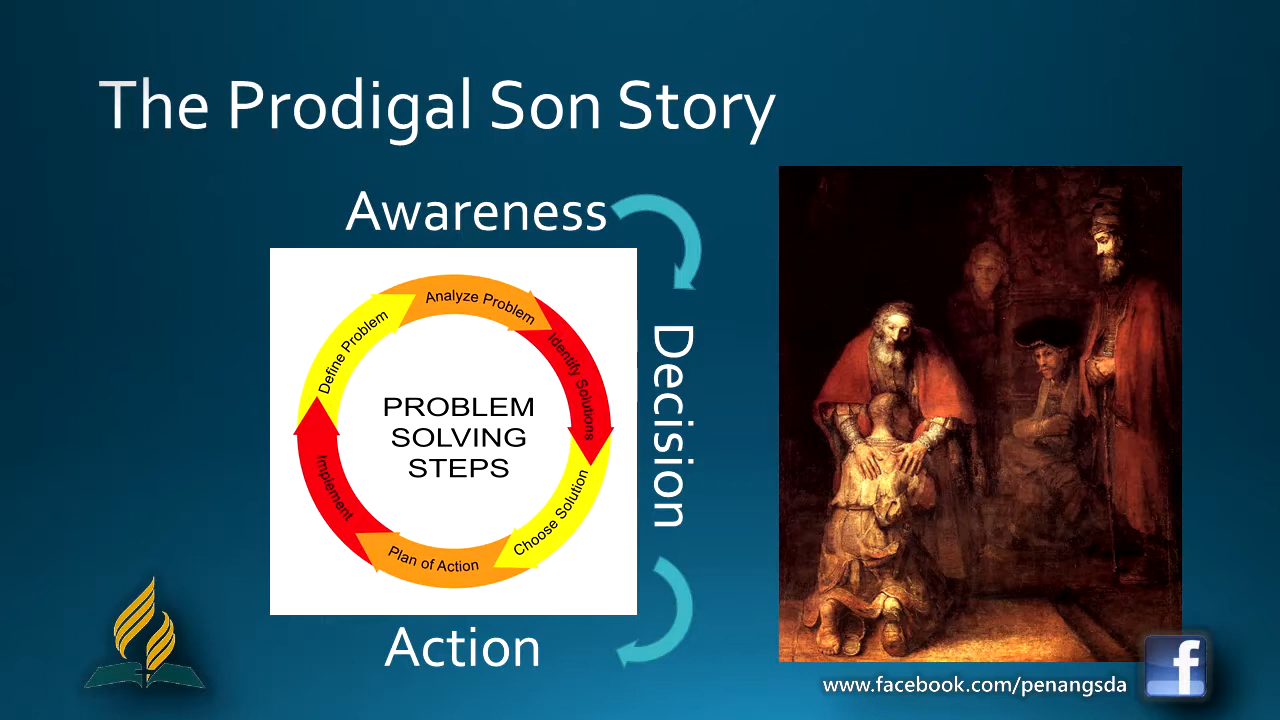 The Prodigal Son Story
Awareness
Decision
Action
Analyze Problem
Identify Solutions
Choose Solution
Plan of Action
Implement
Define Problem
PROBLEM
SOLVING
STEPS
www.facebook.com/penangsda
f